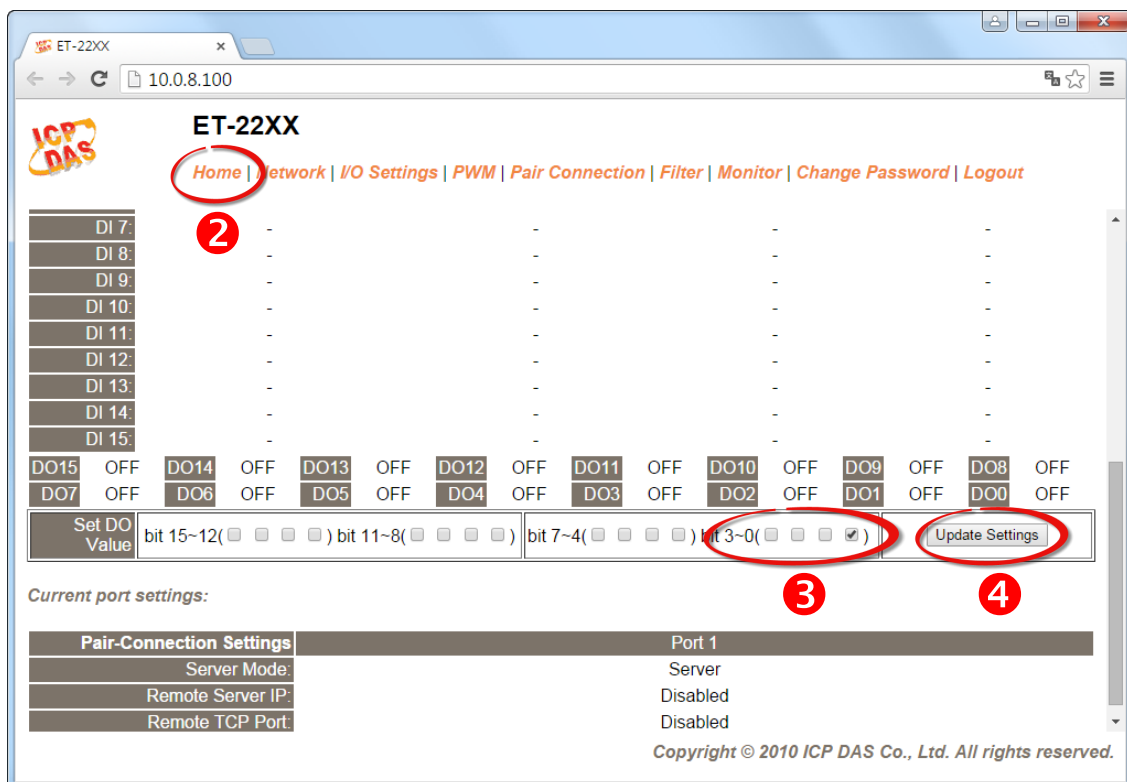 ET-22XX
10.0.8.100
ICP DAS
ET-22XX
Home | Network | I/O Settings | PWM | Pair Connection | Filter | Monitor | Change Password | Logout
2
DI 7: - - - -
DI 8: - - - -
DI 9: - - - -
DI 10: - - - -
DI 11: - - - -
DI 12: - - - -
DI 13: - - - -
DI 14: - - - -
DI 15: - - - -
DO15 OFF DO14 OFF DO13 OFF DO12 OFF DO11 OFF DO10 OFF DO9 OFF DO8 OFF
DO7 OFF DO6 OFF DO5 OFF DO4 OFF DO3 OFF DO2 OFF DO1 OFF DO0 OFF
Set DO Value bit 15~12( ) bit 11~8( ) bit 7~4( ) bit 3~0( ) Update Settings
3 4
Current port settings:
Pair-Connection Settings Port 1
Server Mode: Server
Remote Server IP: Disabled
Remote TCP Port: Disabled
Copyright © 2010 ICP DAS Co., Ltd. All rights reserved.